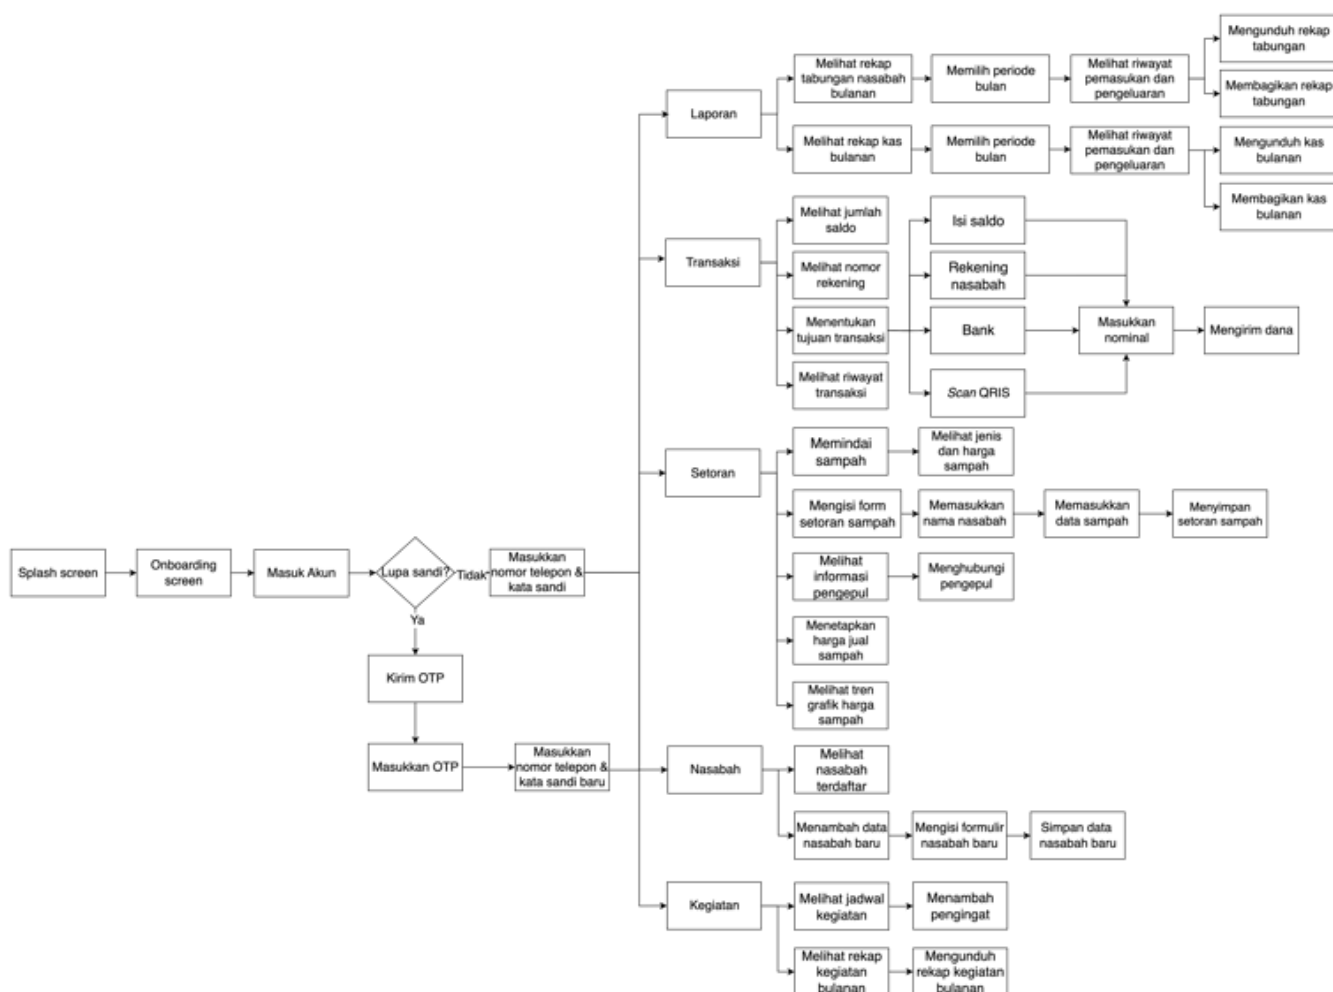 Splash screen
Onboarding
screen
Masuk Akun
Lupa sandi?
Tidak
Masukkan
nomor telepon &
kata sandi
Ya
Kirim OTP
Masukkan OTP
Masukkan
nomor telepon &
kata sandi baru
Laporan
Melihat rekap
tabungan nasabah
bulanan
Memilih periode
bulan
Melihat riwayat
pemasukan dan
pengeluaran
Mengunduh rekap
tabungan
Membagikan rekap
tabungan
Melihat rekap kas
bulanan
Memilih periode
bulan
Melihat riwayat
pemasukan dan
pengeluaran
Mengunduh kas
bulanan
Membagikan kas
bulanan
Transaksi
Melihat jumlah
saldo
Melihat nomor
rekening
Menentukan
tujuan transaksi
Melihat riwayat
transaksi
Isi saldo
Rekening
nasabah
Bank
Scan QRIS
Masukkan
nominal
Mengirim dana
Setoran
Memindai
sampah
Melihat jenis
dan harga
sampah
Mengisi form
setoran sampah
Memasukkan
nama nasabah
Memasukkan
data sampah
Menyimpan
setoran sampah
Melihat
informasi
pengepul
Menghubungi
pengepul
Menetapkan
harga jual
sampah
Melihat tren
grafik harga
sampah
Nasabah
Melihat
nasabah
terdaftar
Menambah data
nasabah baru
Mengisi formulir
nasabah baru
Simpan data
nasabah baru
Kegiatan
Melihat jadwal
kegiatan
Menambah
pengingat
Melihat rekap
kegiatan
bulanan
Mengunduh
rekap kegiatan
bulanan